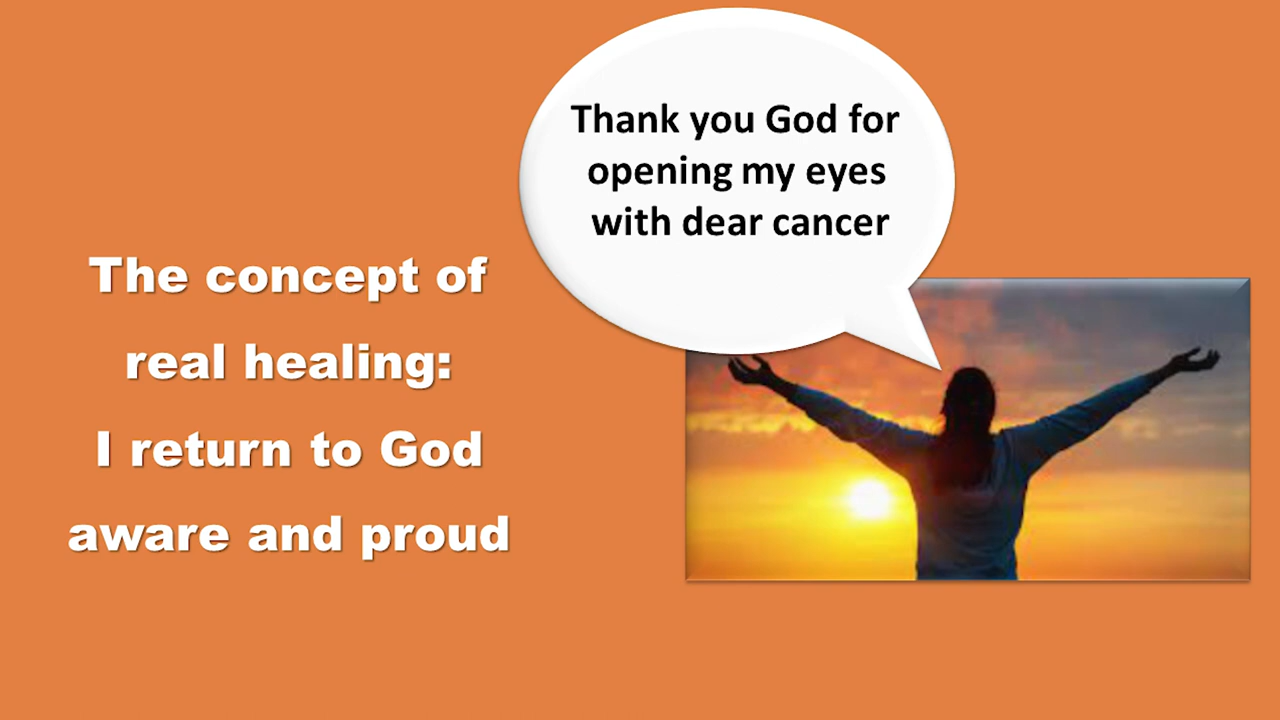 Thank you God for
opening my eyes
with dear cancer
The concept of
real healing:
I return to God
aware and proud